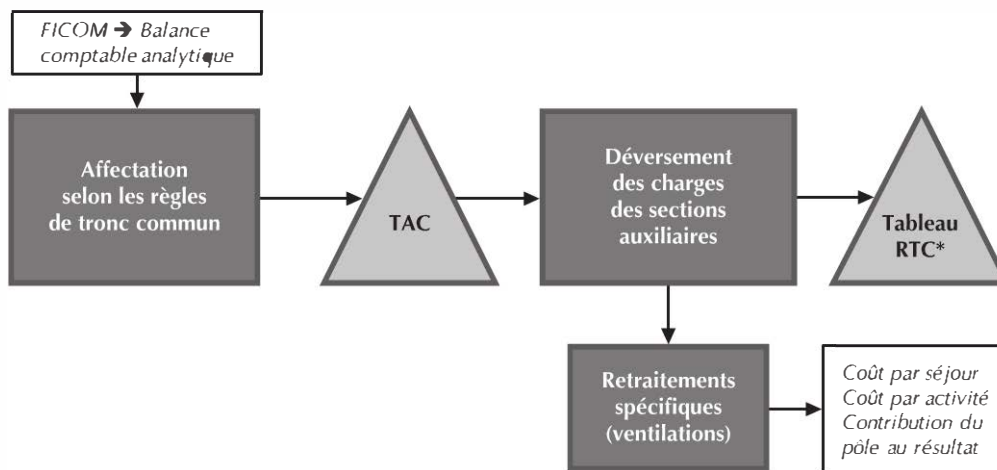 FICOM ➔ Balance
comptable analytique
Affectation
selon les règles
de tronc commun
TAC
Déversement
des charges
des sections
auxiliaires
Tableau
RTC*
Retraitements
spécifiques
(ventilations)
Coût par séjour
Coût par activité
Contribution du
pôle au résultat